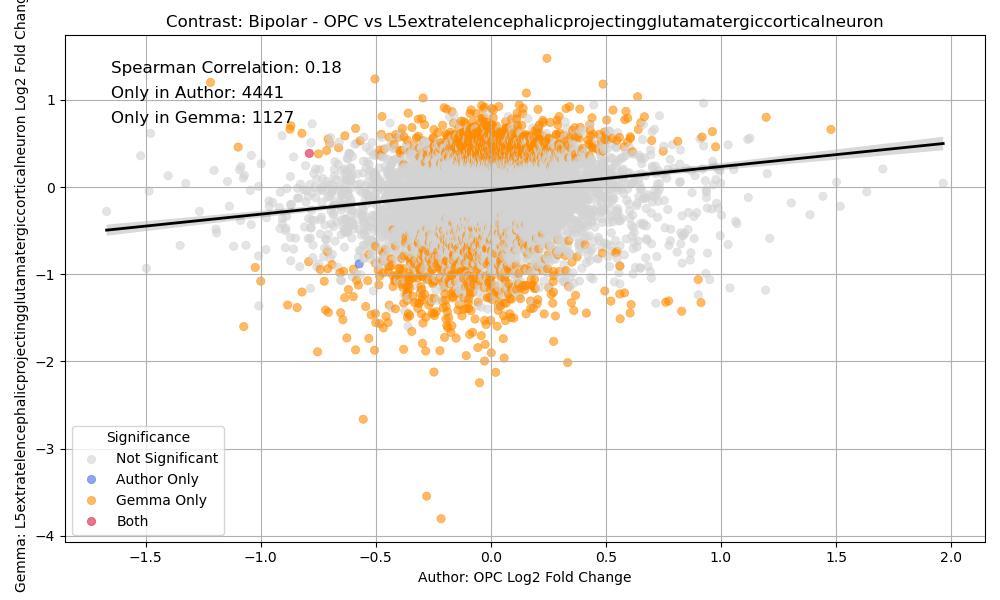 Contrast: Bipolar - OPC vs L5extratelencephalicprojectingglutamatergiccorticalneuron
Gemma: L5extratelencephalicprojectingglutamatergiccorticalneuron Log2 Fold Chang
Spearman Correlation: 0.18
Only in Author: 4441
Only in Gemma: 1127
1
0
−1
−2
−3
−4
Significance
Not Significant
Author Only
Gemma Only
Both
−1.5 −1.0 −0.5 0.0 0.5 1.0 1.5 2.0
Author: OPC Log2 Fold Change